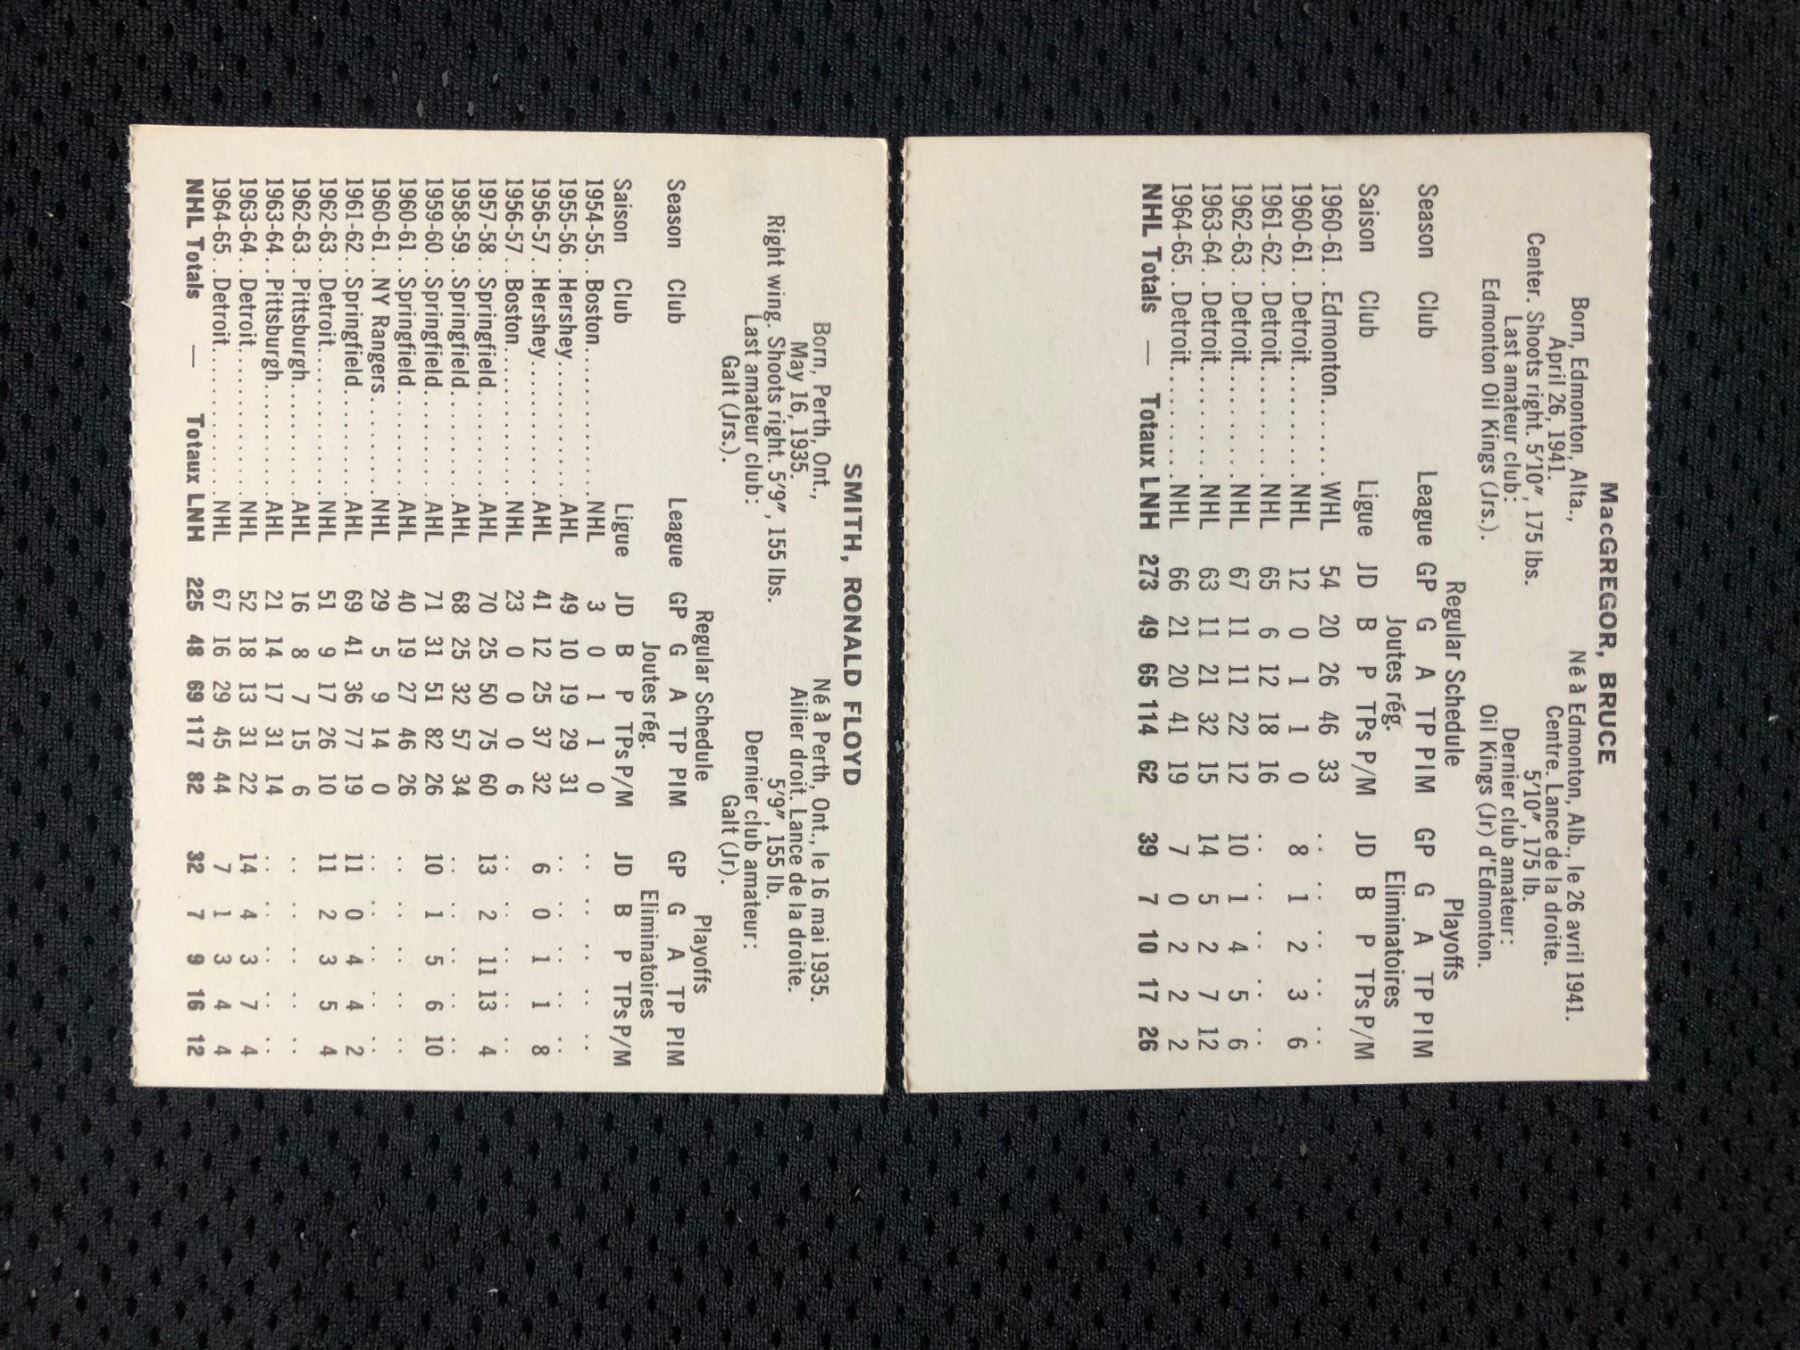 MacGREGOR, BRUCE
Born, Edmonton, Alta., Né à Edmonton, Alb., le 26 avril 1941.
April 26, 1941. Centre. Lance de la droite.
Center. Shoots right. 5'10", 175 lbs. 5'10", 175 lb.
Last amateur club: Dernier club amateur:
Edmonton Oil Kings (Jrs.). Oil Kings (Jr) d'Edmonton.
Regular Schedule Playoffs
Season Club League GP G A TP PIM GP G A TP PIM
Joutes rég. Eliminatoires
Saison Club Ligue JD B P TPs P/M JD B P TPs P/M
1960-61..Edmonton.......WHL 54 20 26 46 33 .. .. .. .. ..
1960-61..Detroit.........NHL 12 0 1 1 0 8 1 2 3 6
1961-62..Detroit.........NHL 65 6 12 18 16 .. .. .. .. ..
1962-63..Detroit.........NHL 67 11 11 22 12 10 1 4 5 6
1963-64..Detroit.........NHL 63 11 21 32 15 14 5 2 7 12
1964-65..Detroit.........NHL 66 21 20 41 19 7 0 2 2 2
NHL Totals — Totaux LNH 273 49 65 114 62 39 7 10 17 26
SMITH, RONALD FLOYD
Born, Perth, Ont., Né à Perth, Ont., le 16 mai 1935.
May 16, 1935. Ailier droit. Lance de la droite.
Right wing. Shoots right. 5'9", 155 lbs. 5'9", 155 lb.
Last amateur club: Dernier club amateur:
Galt (Jrs.). Galt (Jr).
Regular Schedule Playoffs
Season Club League GP G A TP PIM GP G A TP PIM
Joutes rég. Eliminatoires
Saison Club Ligue JD B P TPs P/M JD B P TPs P/M
1954-55..Boston............NHL 3 0 1 1 0 .. .. .. .. ..
1955-56..Hershey..........AHL 49 10 19 29 31 .. .. .. .. ..
1956-57..Hershey..........AHL 41 12 25 37 32 6 0 1 1 8
1956-57..Boston............NHL 23 0 0 0 6 .. .. .. .. ..
1957-58..Springfield.......AHL 70 25 50 75 60 13 2 11 13 4
1958-59..Springfield.......AHL 68 25 32 57 34 .. .. .. .. ..
1959-60..Springfield.......AHL 71 31 51 82 26 10 1 5 6 10
1960-61..Springfield.......AHL 40 19 27 46 26 .. .. .. .. ..
1960-61..NY Rangers.......NHL 29 5 9 14 0 .. .. .. .. ..
1961-62..Springfield.......AHL 69 41 36 77 19 11 0 4 4 2
1962-63..Detroit............NHL 51 9 17 26 10 11 2 3 5 4
1962-63..Pittsburgh........AHL 16 8 7 15 6 .. .. .. .. ..
1963-64..Pittsburgh........AHL 21 14 17 31 14 .. .. .. .. ..
1963-64..Detroit............NHL 52 18 13 31 22 14 4 3 7 4
1964-65..Detroit............NHL 67 16 29 45 44 7 1 3 4 4
NHL Totals — Totaux LNH 225 48 69 117 82 32 7 9 16 12